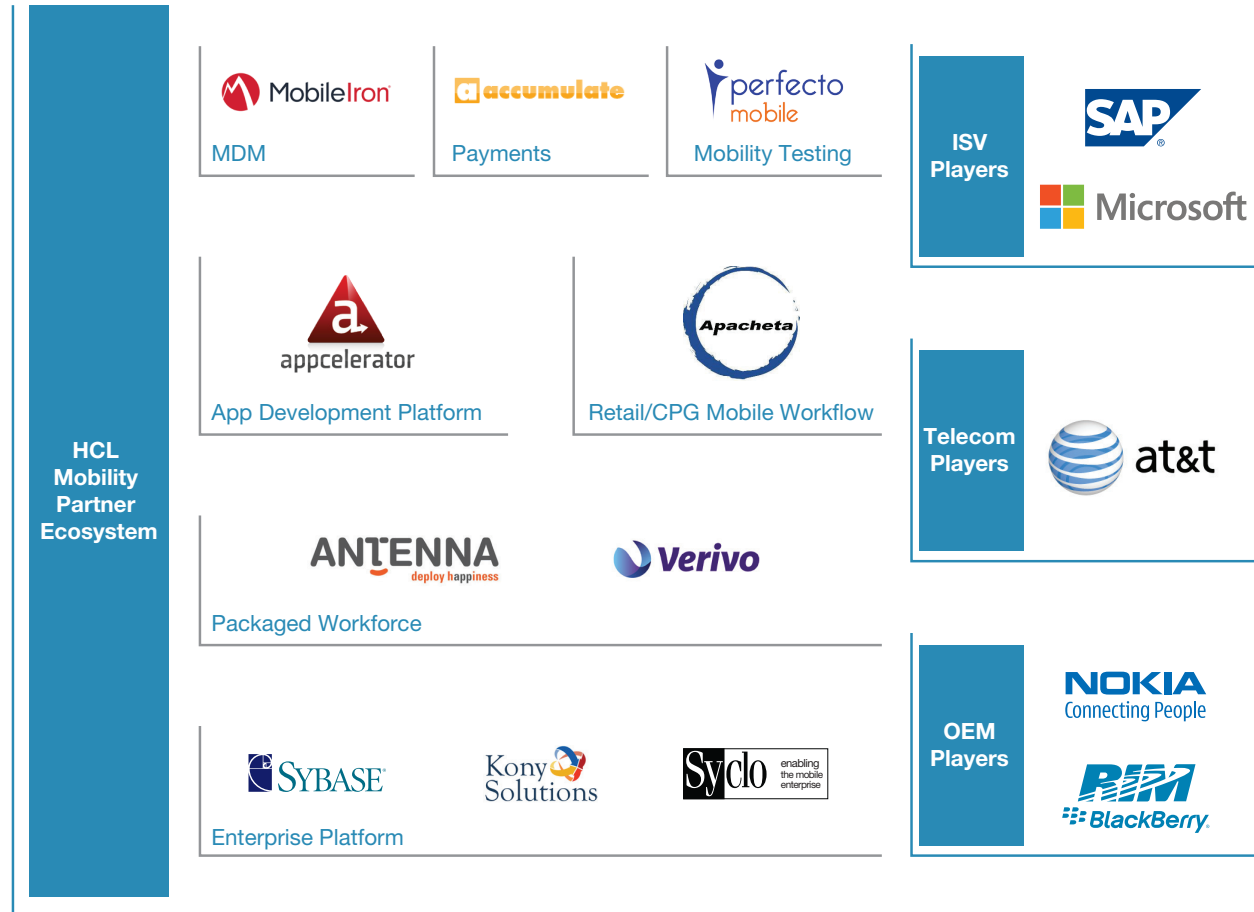 HCL
Mobility
Partner
Ecosystem
MobileIron
MDM
a accumulate
Payments
perfecto
mobile
Mobility Testing
a
appcelerator
App Development Platform
Apacheta
Retail/CPG Mobile Workflow
ANTENNA
deploy happiness
Verivo
Packaged Workforce
SYBASE®
Kony
Solutions
Syclo
enabling
the mobile
enterprise
Enterprise Platform
ISV
Players
SAP®
Microsoft
Telecom
Players
at&t
OEM
Players
NOKIA
Connecting People
RIM
BlackBerry.